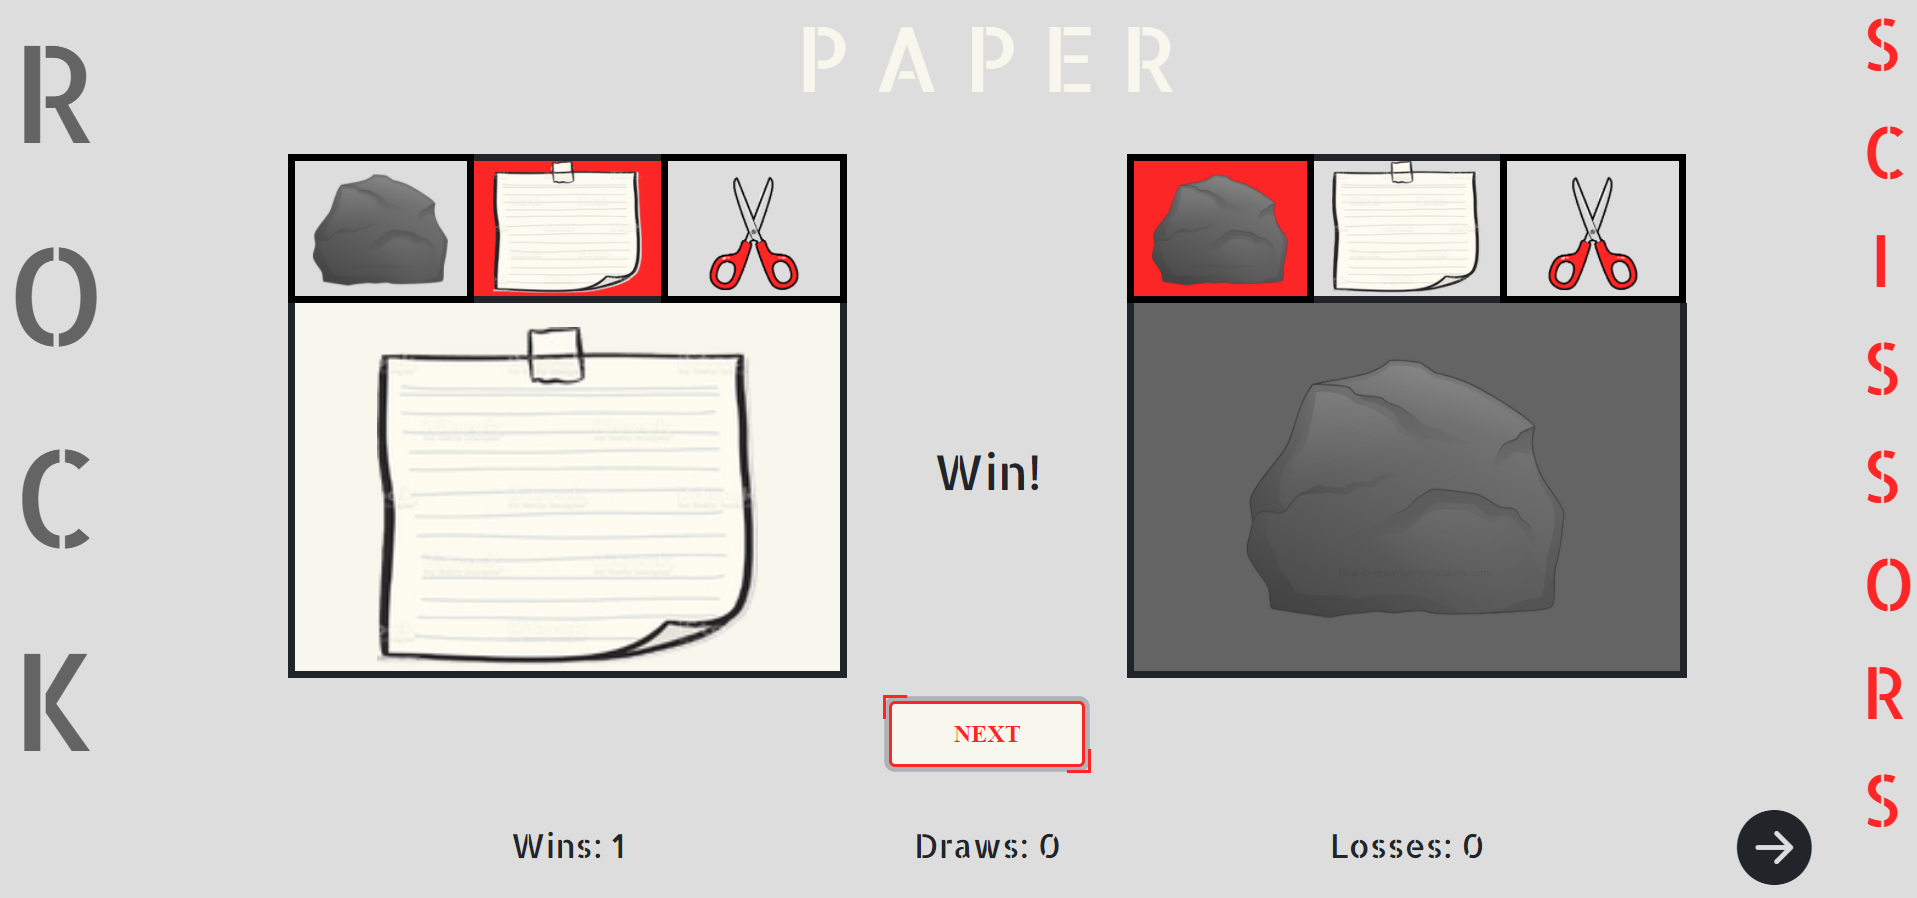 ROCK
PAPER
SCISSORS
Win!
NEXT
Wins: 1
Draws: 0
Losses: 0